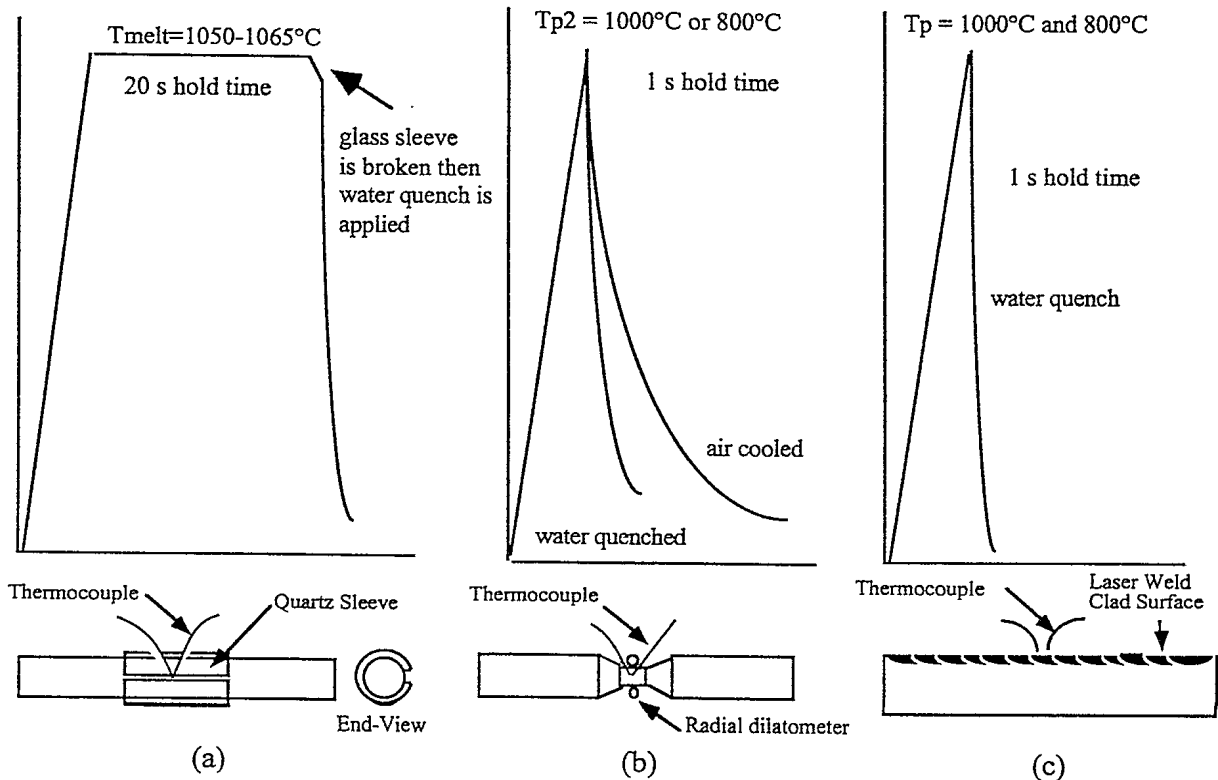 Tmelt=1050-1065°C
20 s hold time
glass sleeve
is broken then
water quench is
applied
Thermocouple
Quartz Sleeve
End-View
(a)
Tp2 = 1000°C or 800°C
1 s hold time
air cooled
water quenched
Thermocouple
Radial dilatometer
(b)
Tp = 1000°C and 800°C
1 s hold time
water quench
Thermocouple
Laser Weld
Clad Surface
(c)